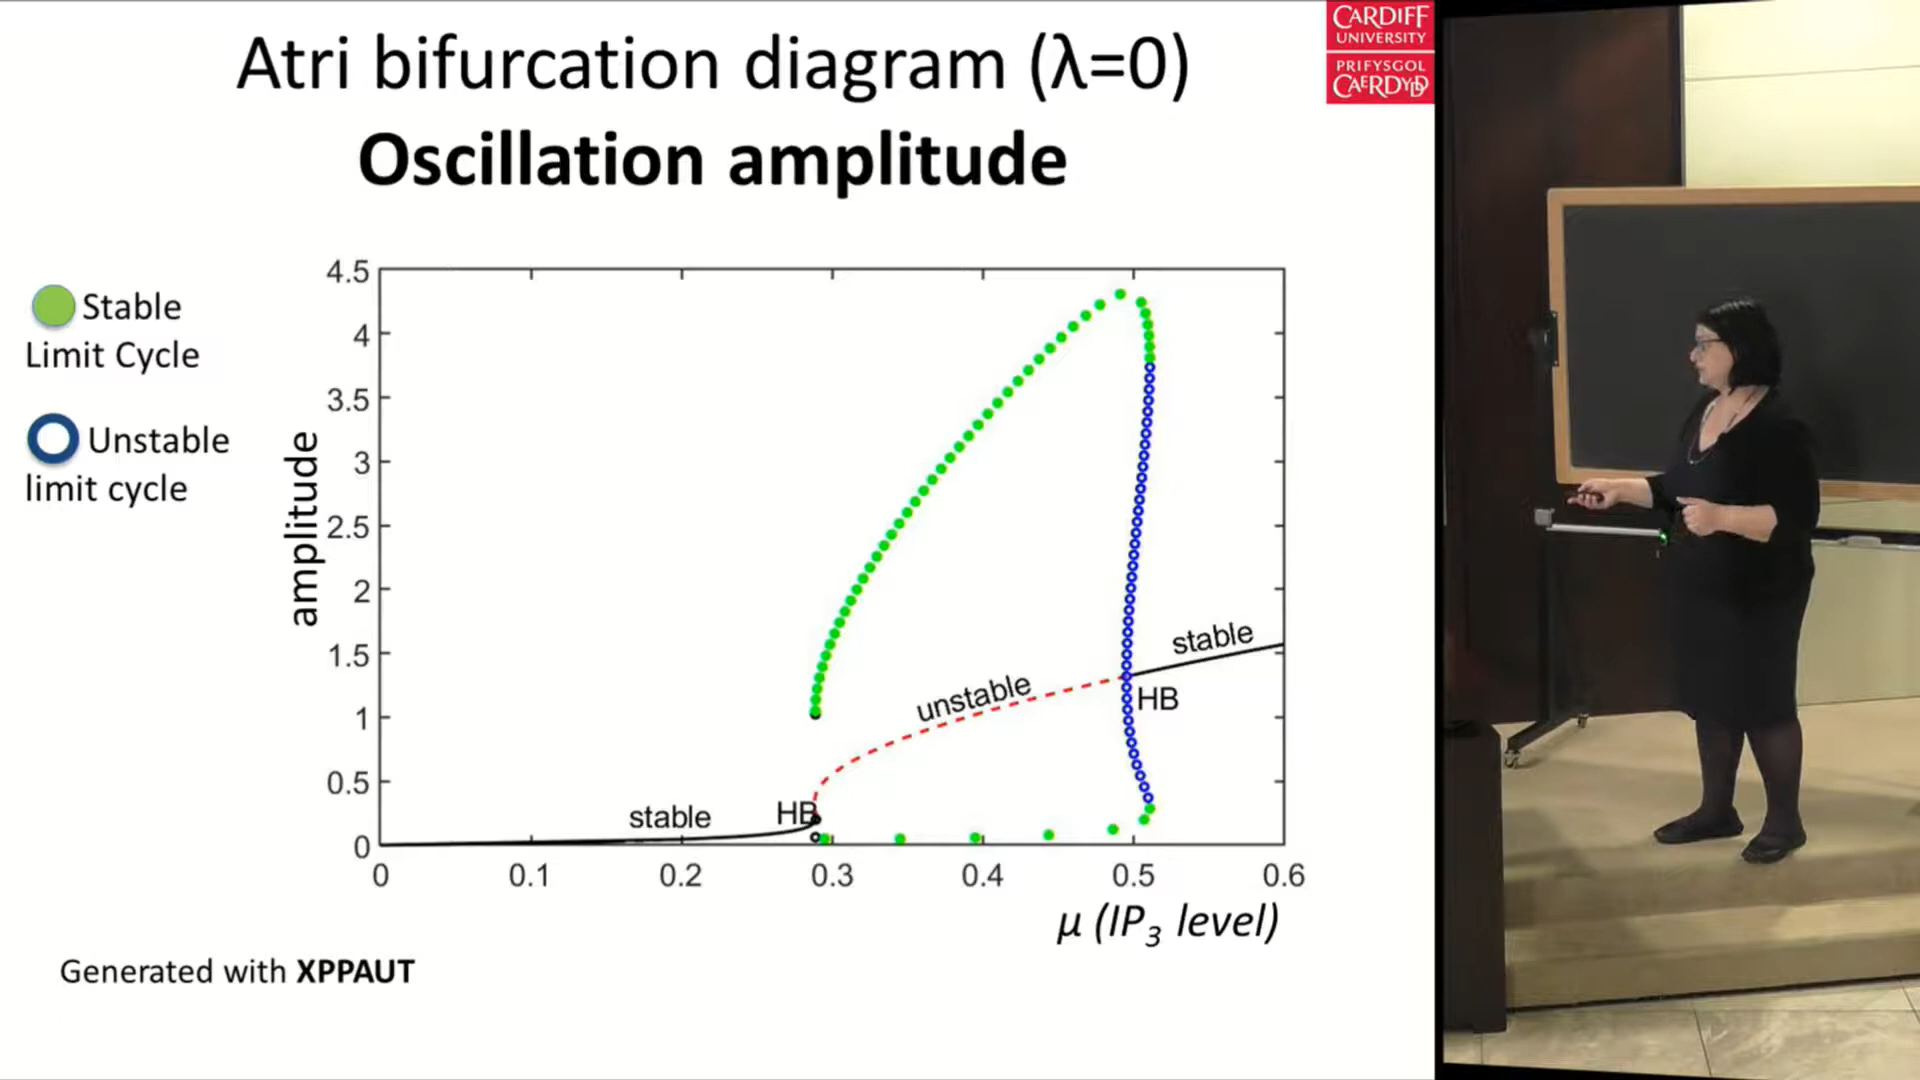 Atri bifurcation diagram (λ=0)
Oscillation amplitude
CARDIFF
UNIVERSITY
PRIFYSGOL
CAERDYDD
Stable
Limit Cycle
Unstable
limit cycle
amplitude
4.5
4
3.5
3
2.5
2
1.5
1
0.5
0
stable
HB
unstable
stable
HB
0
0.1
0.2
0.3
0.4
0.5
0.6
μ (IP₃ level)
Generated with XPPAUT